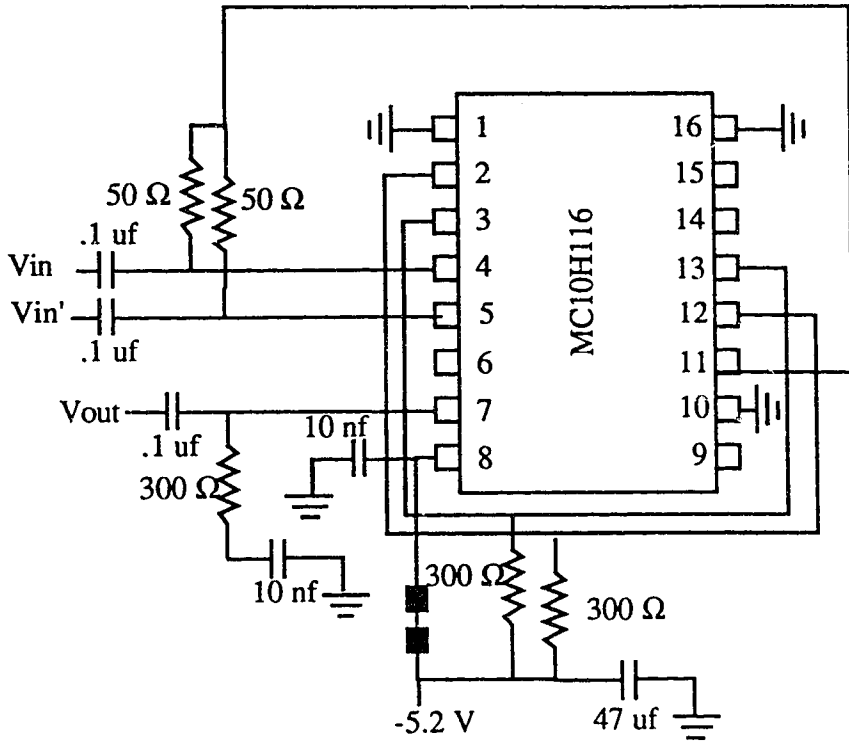 1 16
2 15
50 Ω 50 Ω
3 14
.1 uf
Vin 4 13
MC10H116
Vin' 5 12
.1 uf
6 11
Vout 7 10
.1 uf 10 nf
300 Ω 8 9
10 nf
300 Ω
300 Ω
-5.2 V
47 uf